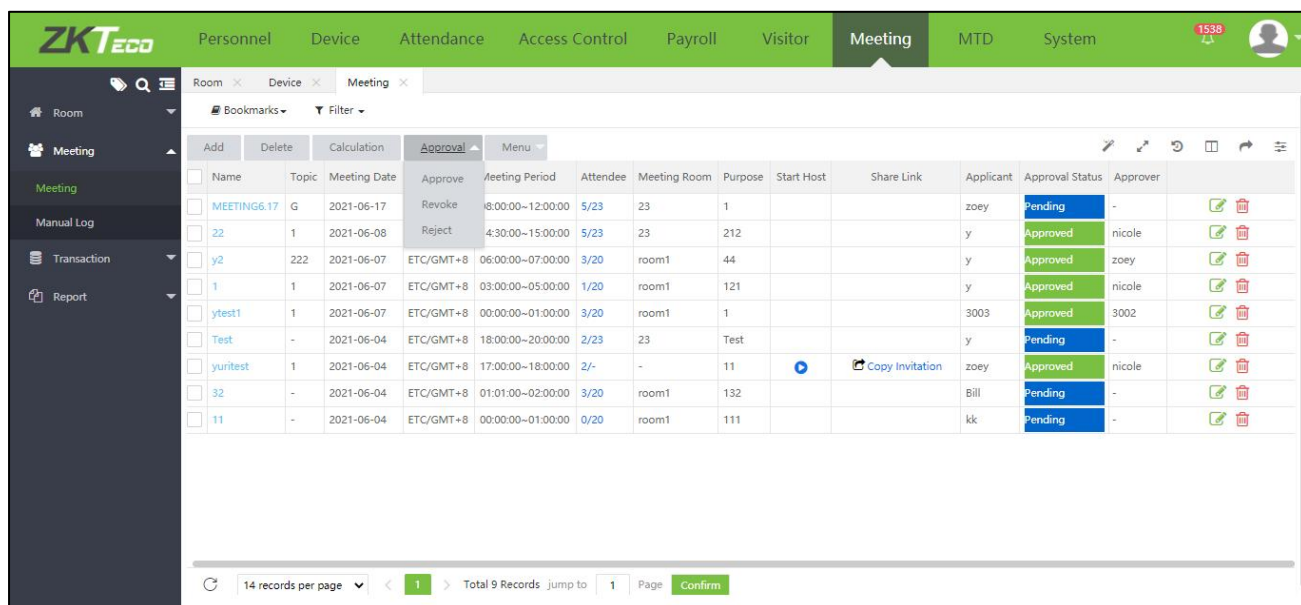 ZKTECO Personnel Device Attendance Access Control Payroll Visitor Meeting MTD System 1538
Room Device Meeting
Room
Bookmarks Filter
Meeting
Add Delete Calculation Approval Menu
Name Topic Meeting Date Meeting Period Attendee Meeting Room Purpose Start Host Share Link Applicant Approval Status Approver
Approve
Revoke
Reject
Meeting
Manual Log
Transaction
Report
MEETING6.17 G 2021-06-17 8:00:00~12:00:00 5/23 23 1 zoey Pending -
22 1 2021-06-08 4:30:00~15:00:00 5/23 23 212 y Approved nicole
y2 222 2021-06-07 ETC/GMT+8 06:00:00~07:00:00 3/20 room1 44 y Approved zoey
1 1 2021-06-07 ETC/GMT+8 03:00:00~05:00:00 1/20 room1 121 y Approved nicole
ytest1 1 2021-06-07 ETC/GMT+8 00:00:00~01:00:00 3/20 room1 1 3003 Approved 3002
Test - 2021-06-04 ETC/GMT+8 18:00:00~20:00:00 2/23 23 Test y Pending -
yuritest 1 2021-06-04 ETC/GMT+8 17:00:00~18:00:00 2/- - 11 Copy Invitation zoey Approved nicole
32 - 2021-06-04 ETC/GMT+8 01:01:00~02:00:00 3/20 room1 132 Bill Pending -
11 - 2021-06-04 ETC/GMT+8 00:00:00~01:00:00 0/20 room1 111 kk Pending -
14 records per page < 1 > Total 9 Records jump to 1 Page Confirm